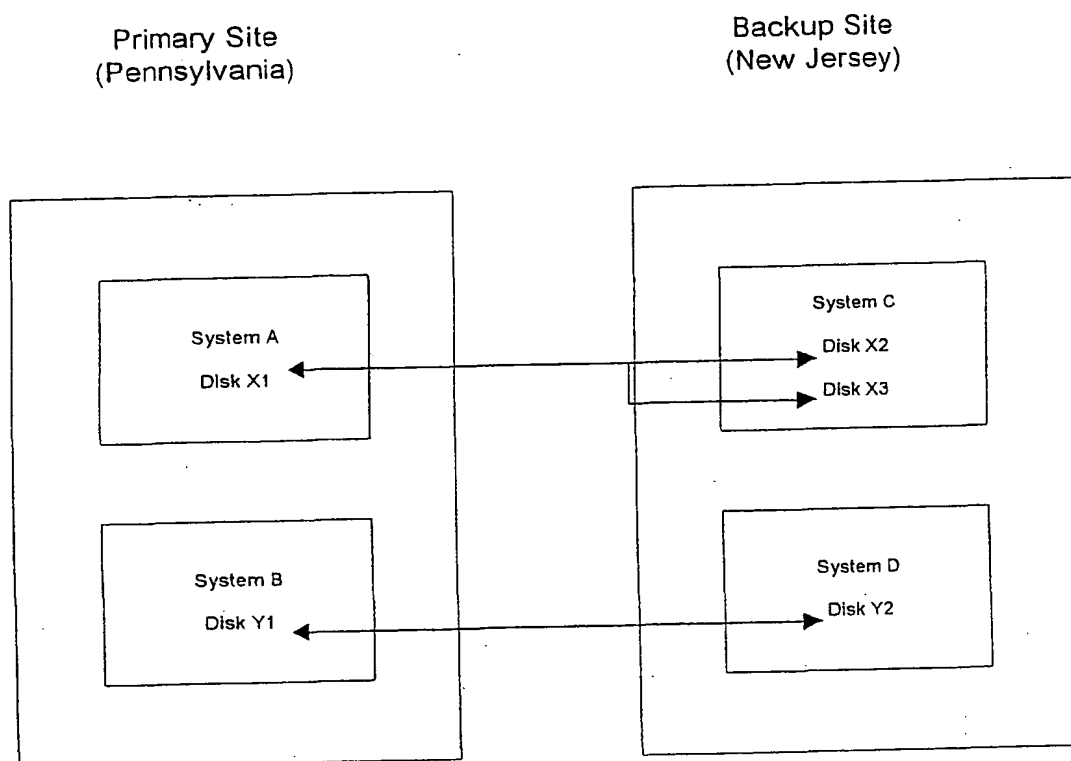 Primary Site
(Pennsylvania)
Backup Site
(New Jersey)
System A
Disk X1
System C
Disk X2
Disk X3
System B
Disk Y1
System D
Disk Y2